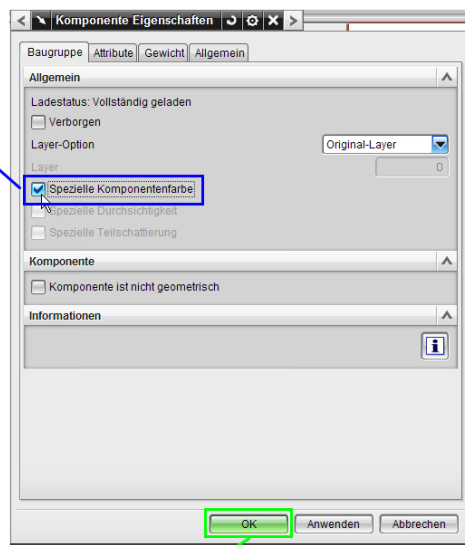 Komponente Eigenschaften
Baugruppe Attribute Gewicht Allgemein
Allgemein
Ladestatus: Vollständig geladen
Verborgen
Layer-Option Original-Layer
Layer 0
Spezielle Komponentenfarbe
Spezielle Durchsichtigkeit
Spezielle Teilschattierung
Komponente
Komponente ist nicht geometrisch
Informationen
i
OK Anwenden Abbrechen